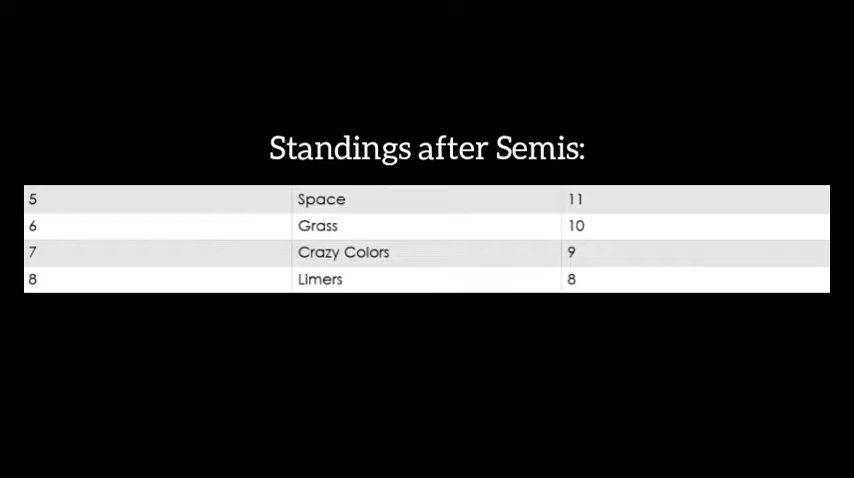 Standings after Semis:
5 Space 11
6 Grass 10
7 Crazy Colors 9
8 Limers 8